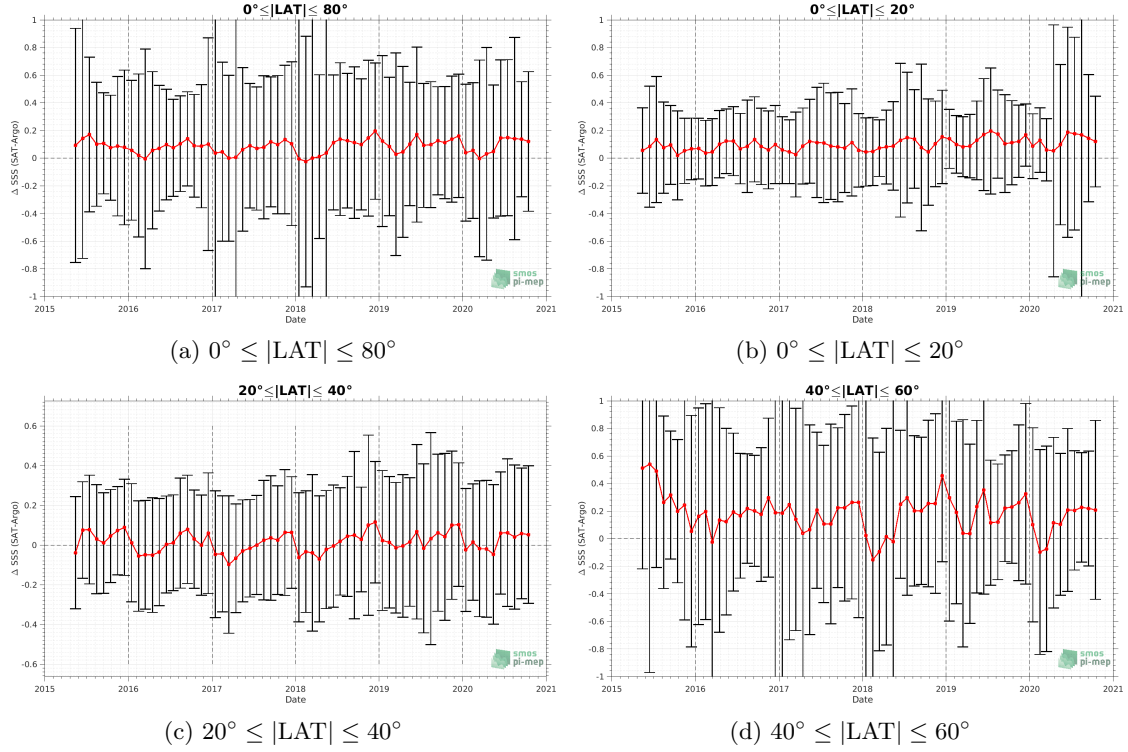 0°≤|LAT|≤ 80°
Δ SSS (SAT-Argo)
1
0.8
0.6
0.4
0.2
0
-0.2
-0.4
-0.6
-0.8
-1
2015 2016 2017 2018 2019 2020 2021
Date
smos
pi-mep
(a) 0° ≤ |LAT| ≤ 80°
0°≤|LAT|≤ 20°
Δ SSS (SAT-Argo)
1
0.8
0.6
0.4
0.2
0
-0.2
-0.4
-0.6
-0.8
-1
2015 2016 2017 2018 2019 2020 2021
Date
smos
pi-mep
(b) 0° ≤ |LAT| ≤ 20°
20°≤|LAT|≤ 40°
Δ SSS (SAT-Argo)
0.6
0.4
0.2
0
-0.2
-0.4
-0.6
2015 2016 2017 2018 2019 2020 2021
Date
smos
pi-mep
(c) 20° ≤ |LAT| ≤ 40°
40°≤|LAT|≤ 60°
Δ SSS (SAT-Argo)
1
0.8
0.6
0.4
0.2
0
-0.2
-0.4
-0.6
-0.8
-1
2015 2016 2017 2018 2019 2020 2021
Date
smos
pi-mep
(d) 40° ≤ |LAT| ≤ 60°